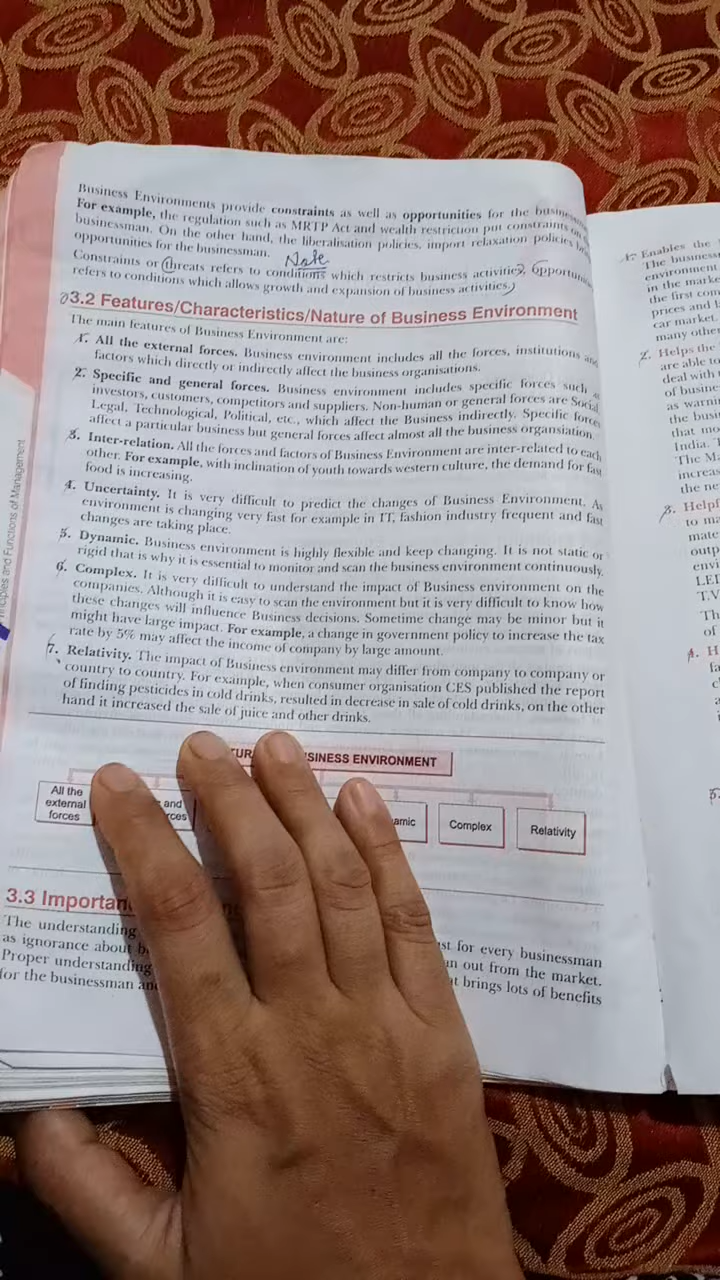 Business Environments provide constraints as well as opportunities for the
For example, the regulation such as MRTP Act and wealth restriction put constraints on
businessman. On the other hand, the liberalisation policies, import relaxation policies
opportunities for the businessman.
Note
Constraints or threats refers to conditions which restricts business activities,
refers to conditions which allows growth and expansion of business activities.
3.2 Features/Characteristics/Nature of Business Environment
The main features of Business Environment are:
1. All the external forces. Business environment includes all the forces, institutions and
factors which directly or indirectly affect the business organisations.
2. Specific and general forces. Business environment includes specific forces such as
investors, customers, competitors and suppliers. Non-human or general forces are Social,
Legal, Technological, Political, etc., which affect the Business indirectly. Specific forces
affect a particular business but general forces affect almost all the business organsiation.
3. Inter-relation. All the forces and factors of Business Environment are inter-related to each
other. For example, with inclination of youth towards western culture, the demand for fast
food is increasing.
4. Uncertainty. It is very difficult to predict the changes of Business Environment. As
environment is changing very fast for example in IT, fashion industry frequent and fast
changes are taking place.
5. Dynamic. Business environment is highly flexible and keep changing. It is not static or
rigid that is why it is essential to monitor and scan the business environment continuously.
6. Complex. It is very difficult to understand the impact of Business environment on the
companies. Although it is easy to scan the environment but it is very difficult to know how
these changes will influence Business decisions. Sometime change may be minor but it
might have large impact. For example, a change in government policy to increase the tax
rate by 5% may affect the income of company by large amount.
7. Relativity. The impact of Business environment may differ from company to company or
country to country. For example, when consumer organisation CES published the report
of finding pesticides in cold drinks, resulted in decrease in sale of cold drinks, on the other
hand it increased the sale of juice and other drinks.
ENVIRONMENT
All the
external
forces
and
Complex
Relativity
3.3
The understanding
for every businessman
as ignorance about
out from the market.
Proper understanding
brings lots of benefits
for the businessman
and Functions of Management
1. Enables the
The business
environment
in the
the first
prices and
car market.
many other
2. Helps the
are able to
deal with
of
as
the
that
India.
The
the
3.
to
4.